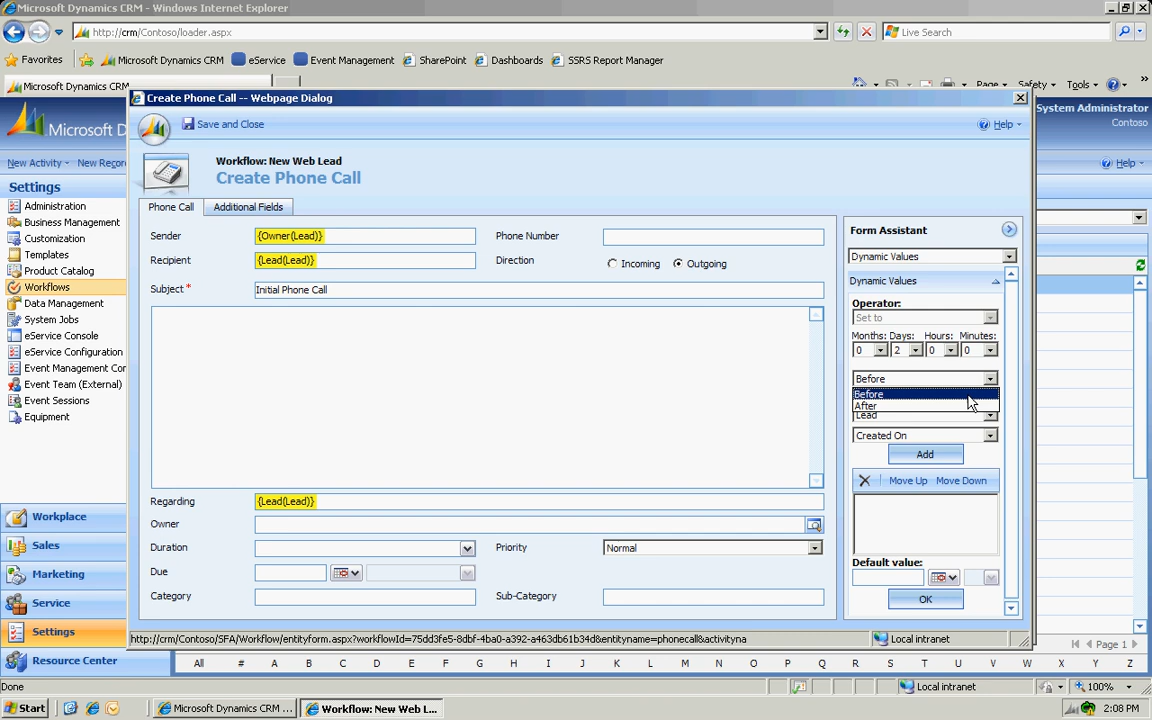 Microsoft Dynamics CRM - Windows Internet Explorer
http://crm/Contoso/loader.aspx
Live Search
Favorites
Microsoft Dynamics CRM
eService
Event Management
SharePoint
Dashboards
SSRS Report Manager
Microsoft Dynamics CRM
Page
Safety
Tools
Create Phone Call -- Webpage Dialog
Microsoft D
System Administrator
Contoso
Save and Close
Help
New Activity
New Recor
Help
Workflow: New Web Lead
Create Phone Call
Settings
Administration
Business Management
Customization
Templates
Product Catalog
Workflows
Data Management
System Jobs
eService Console
eService Configuration
Event Management Cor
Event Team (External)
Event Sessions
Equipment
Workplace
Sales
Marketing
Service
Settings
Resource Center
Phone Call
Additional Fields
Sender
{Owner(Lead)}
Phone Number
Recipient
{Lead(Lead)}
Direction
Incoming
Outgoing
Subject *
Initial Phone Call
Regarding
{Lead(Lead)}
Owner
Duration
Priority
Normal
Due
Category
Sub-Category
Form Assistant
Dynamic Values
Dynamic Values
Operator:
Set to
Months: Days: Hours: Minutes:
0 2 0 0
Before
Before
After
Lead
Created On
Add
Move Up Move Down
Default value:
OK
http://crm/Contoso/SFA/Workflow/entityform.aspx?workflowId=75dd3fe5-8dbf-4ba0-a392-a463db61b34d&entityname=phonecall&activityna
Local intranet
Page 1
All # A B C D E F G H I J K L M N O P Q R S T U V W X Y Z
Done
Local intranet
100%
Start
Microsoft Dynamics CRM ...
Workflow: New Web L...
2:08 PM